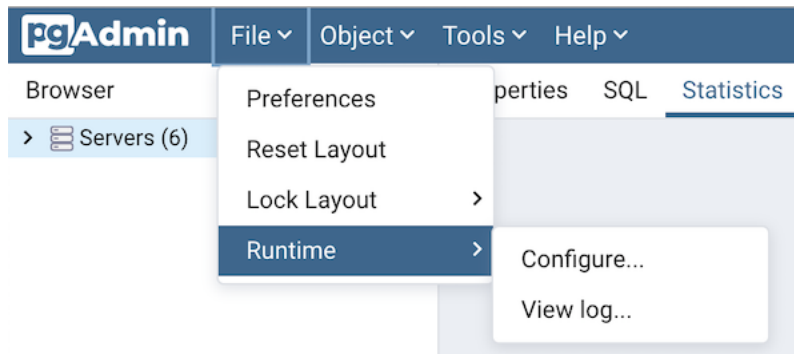 pgAdmin File Object Tools Help
Browser perties SQL Statistics
Servers (6)
Preferences
Reset Layout
Lock Layout
Runtime
Configure...
View log...